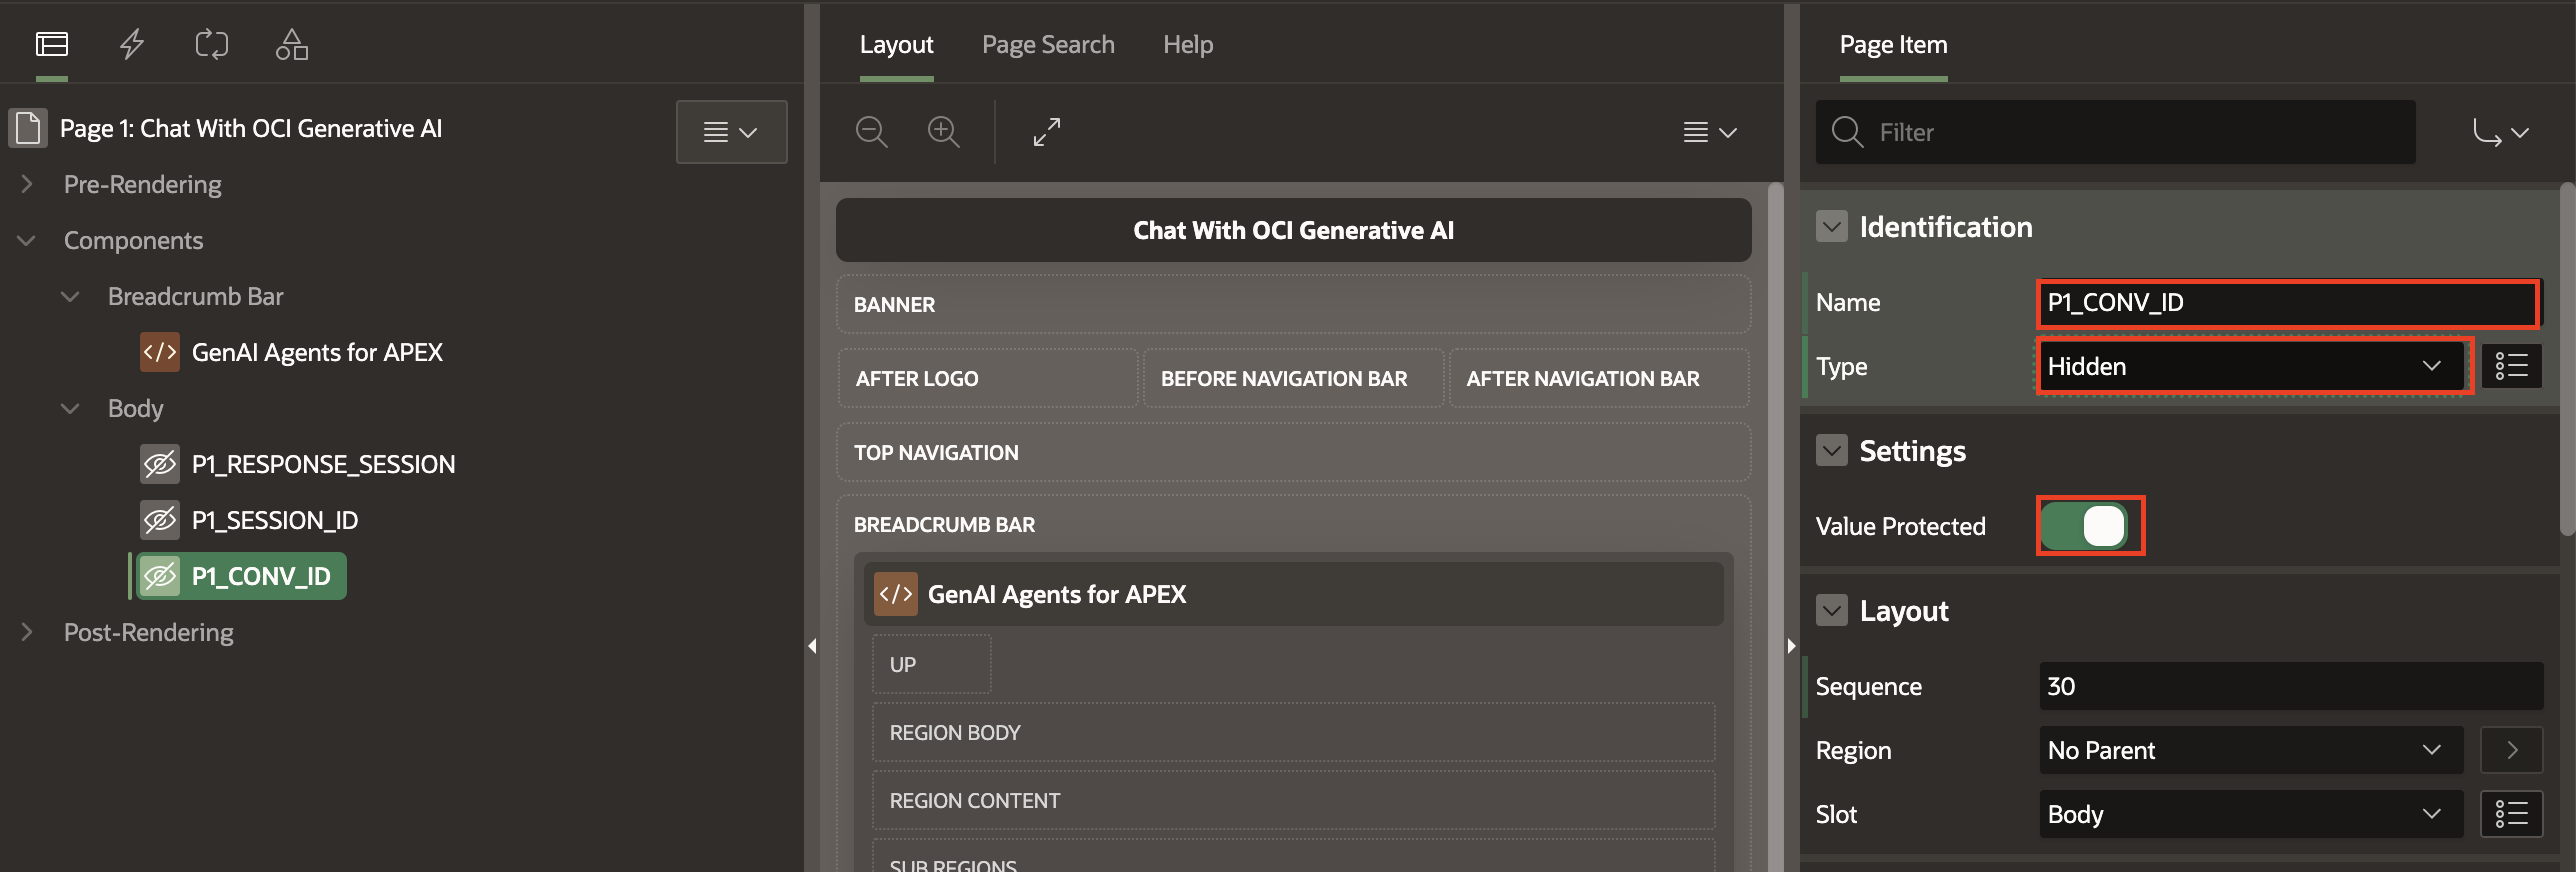 Page 1: Chat With OCI Generative AI
Pre-Rendering
Components
Breadcrumb Bar
GenAI Agents for APEX
Body
P1_RESPONSE_SESSION
P1_SESSION_ID
P1_CONV_ID
Post-Rendering
Layout
Page Search
Help
Chat With OCI Generative AI
BANNER
AFTER LOGO
BEFORE NAVIGATION BAR
AFTER NAVIGATION BAR
TOP NAVIGATION
BREADCRUMB BAR
GenAI Agents for APEX
UP
REGION BODY
REGION CONTENT
SUB REGIONS
Page Item
Filter
Identification
Name P1_CONV_ID
Type Hidden
Settings
Value Protected
Layout
Sequence 30
Region No Parent
Slot Body